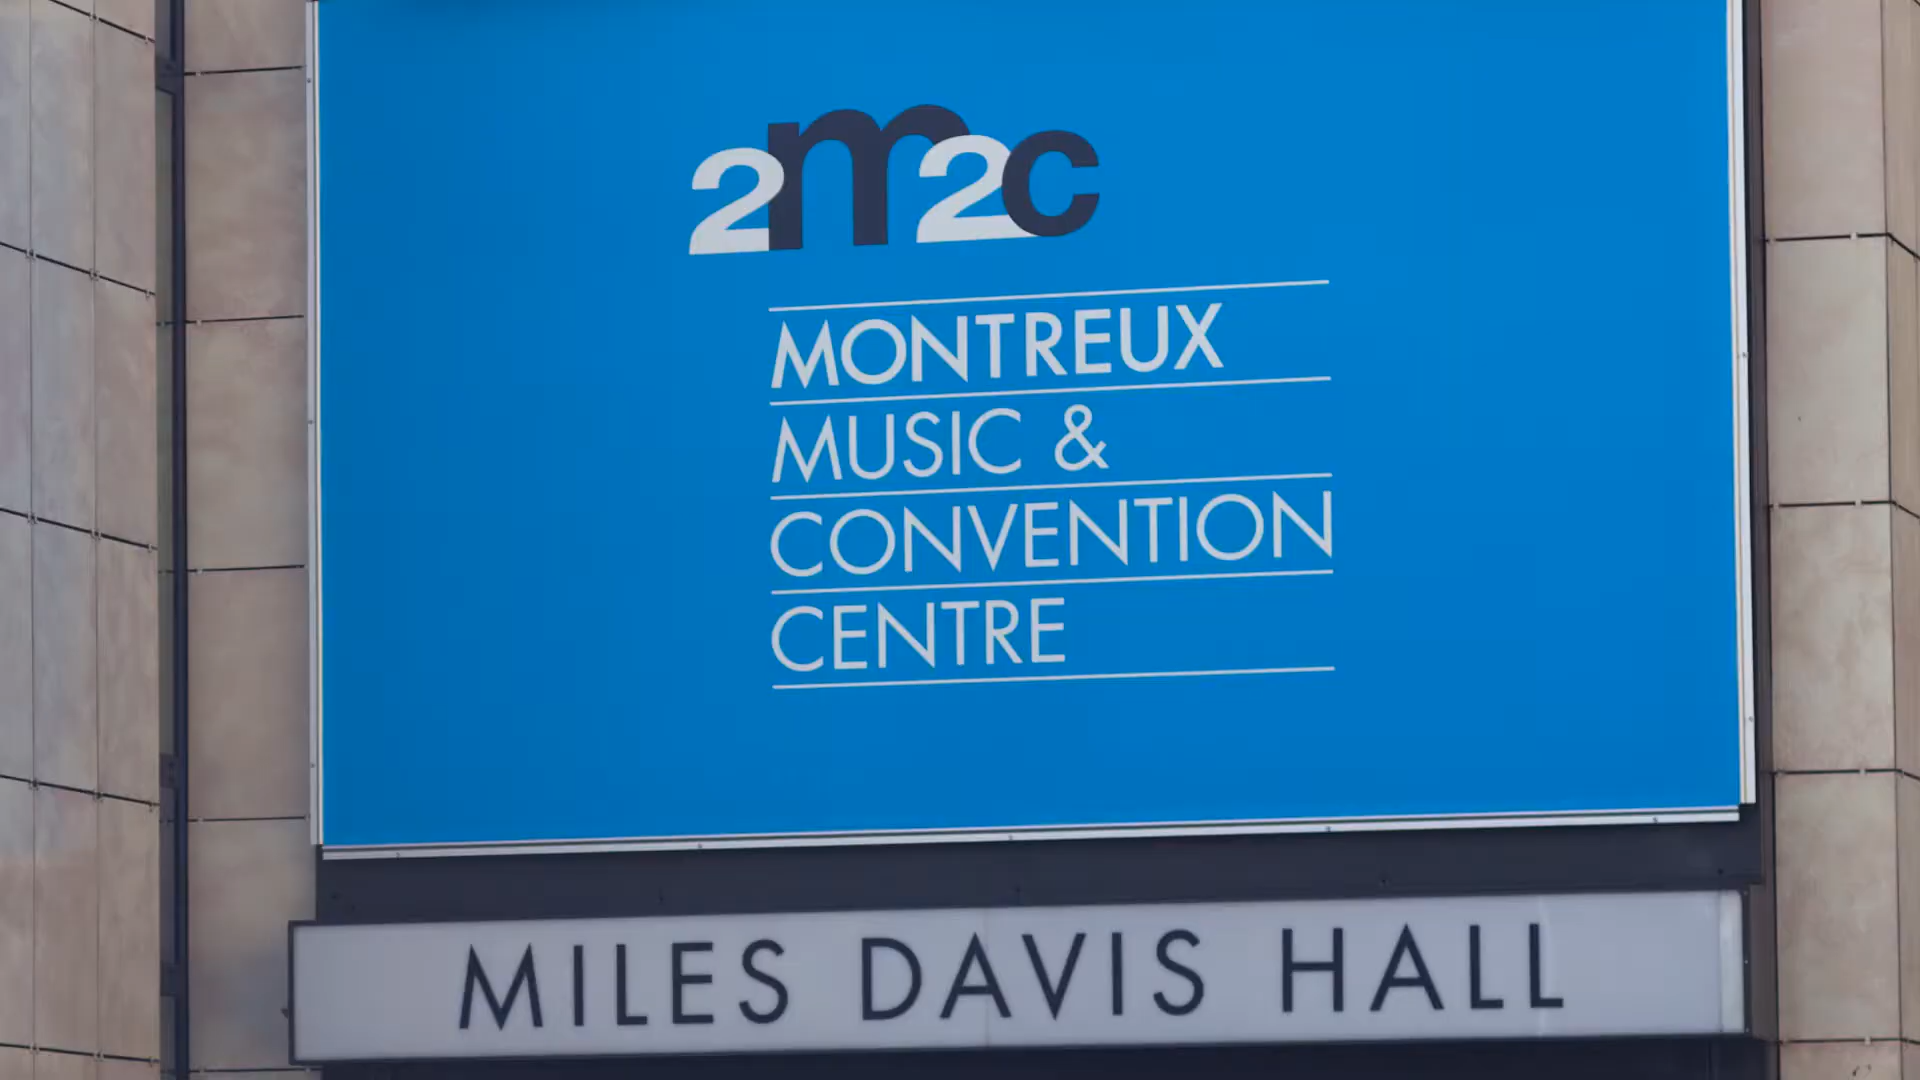 2m2c
MONTREUX
MUSIC &
CONVENTION
CENTRE
MILES DAVIS HALL